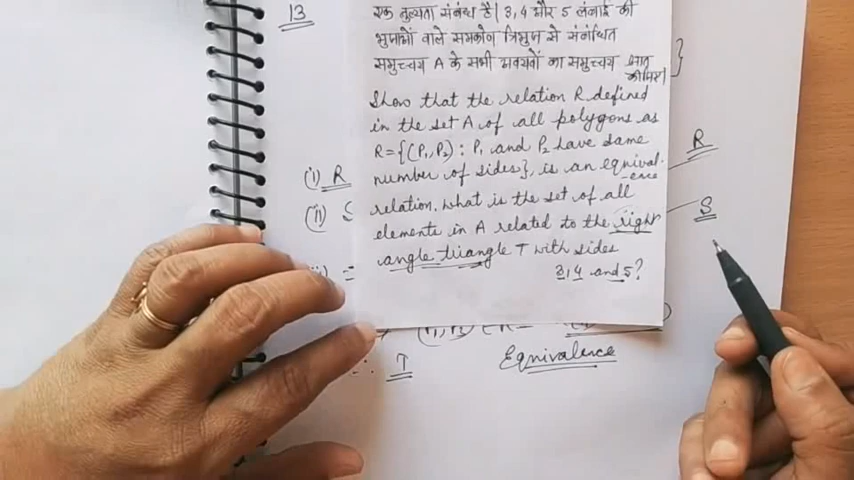 13
एक तुल्यता संबंध है| 3,4 और 5 लंबाई की
भुजाओं वाले समकोण त्रिभुज से संबंधित
समुच्चय A के सभी अवयवों का समुच्चय ज्ञात
कीजिए|
Show that the relation R defined
in the set A of all polygons as
R={(P1,P2) : P1 and P2 have same
number of sides}, is an equival-
ence
relation. What is the set of all
elements in A related to the right
angle triangle T with sides
3,4 and 5?
R
S
(i) R
(ii) S
∴ T
Equivalence